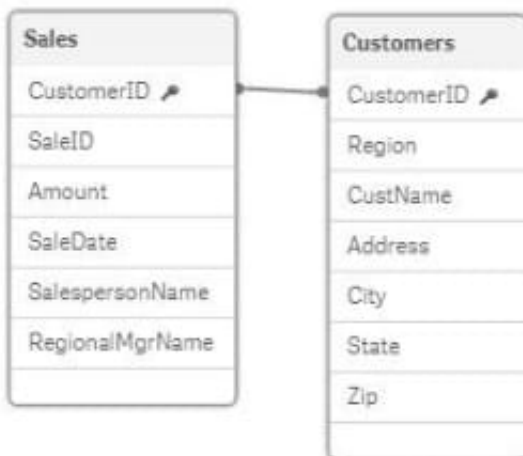 Sales
CustomerID
SaleID
Amount
SaleDate
SalespersonName
RegionalMgrName
Customers
CustomerID
Region
CustName
Address
City
State
Zip